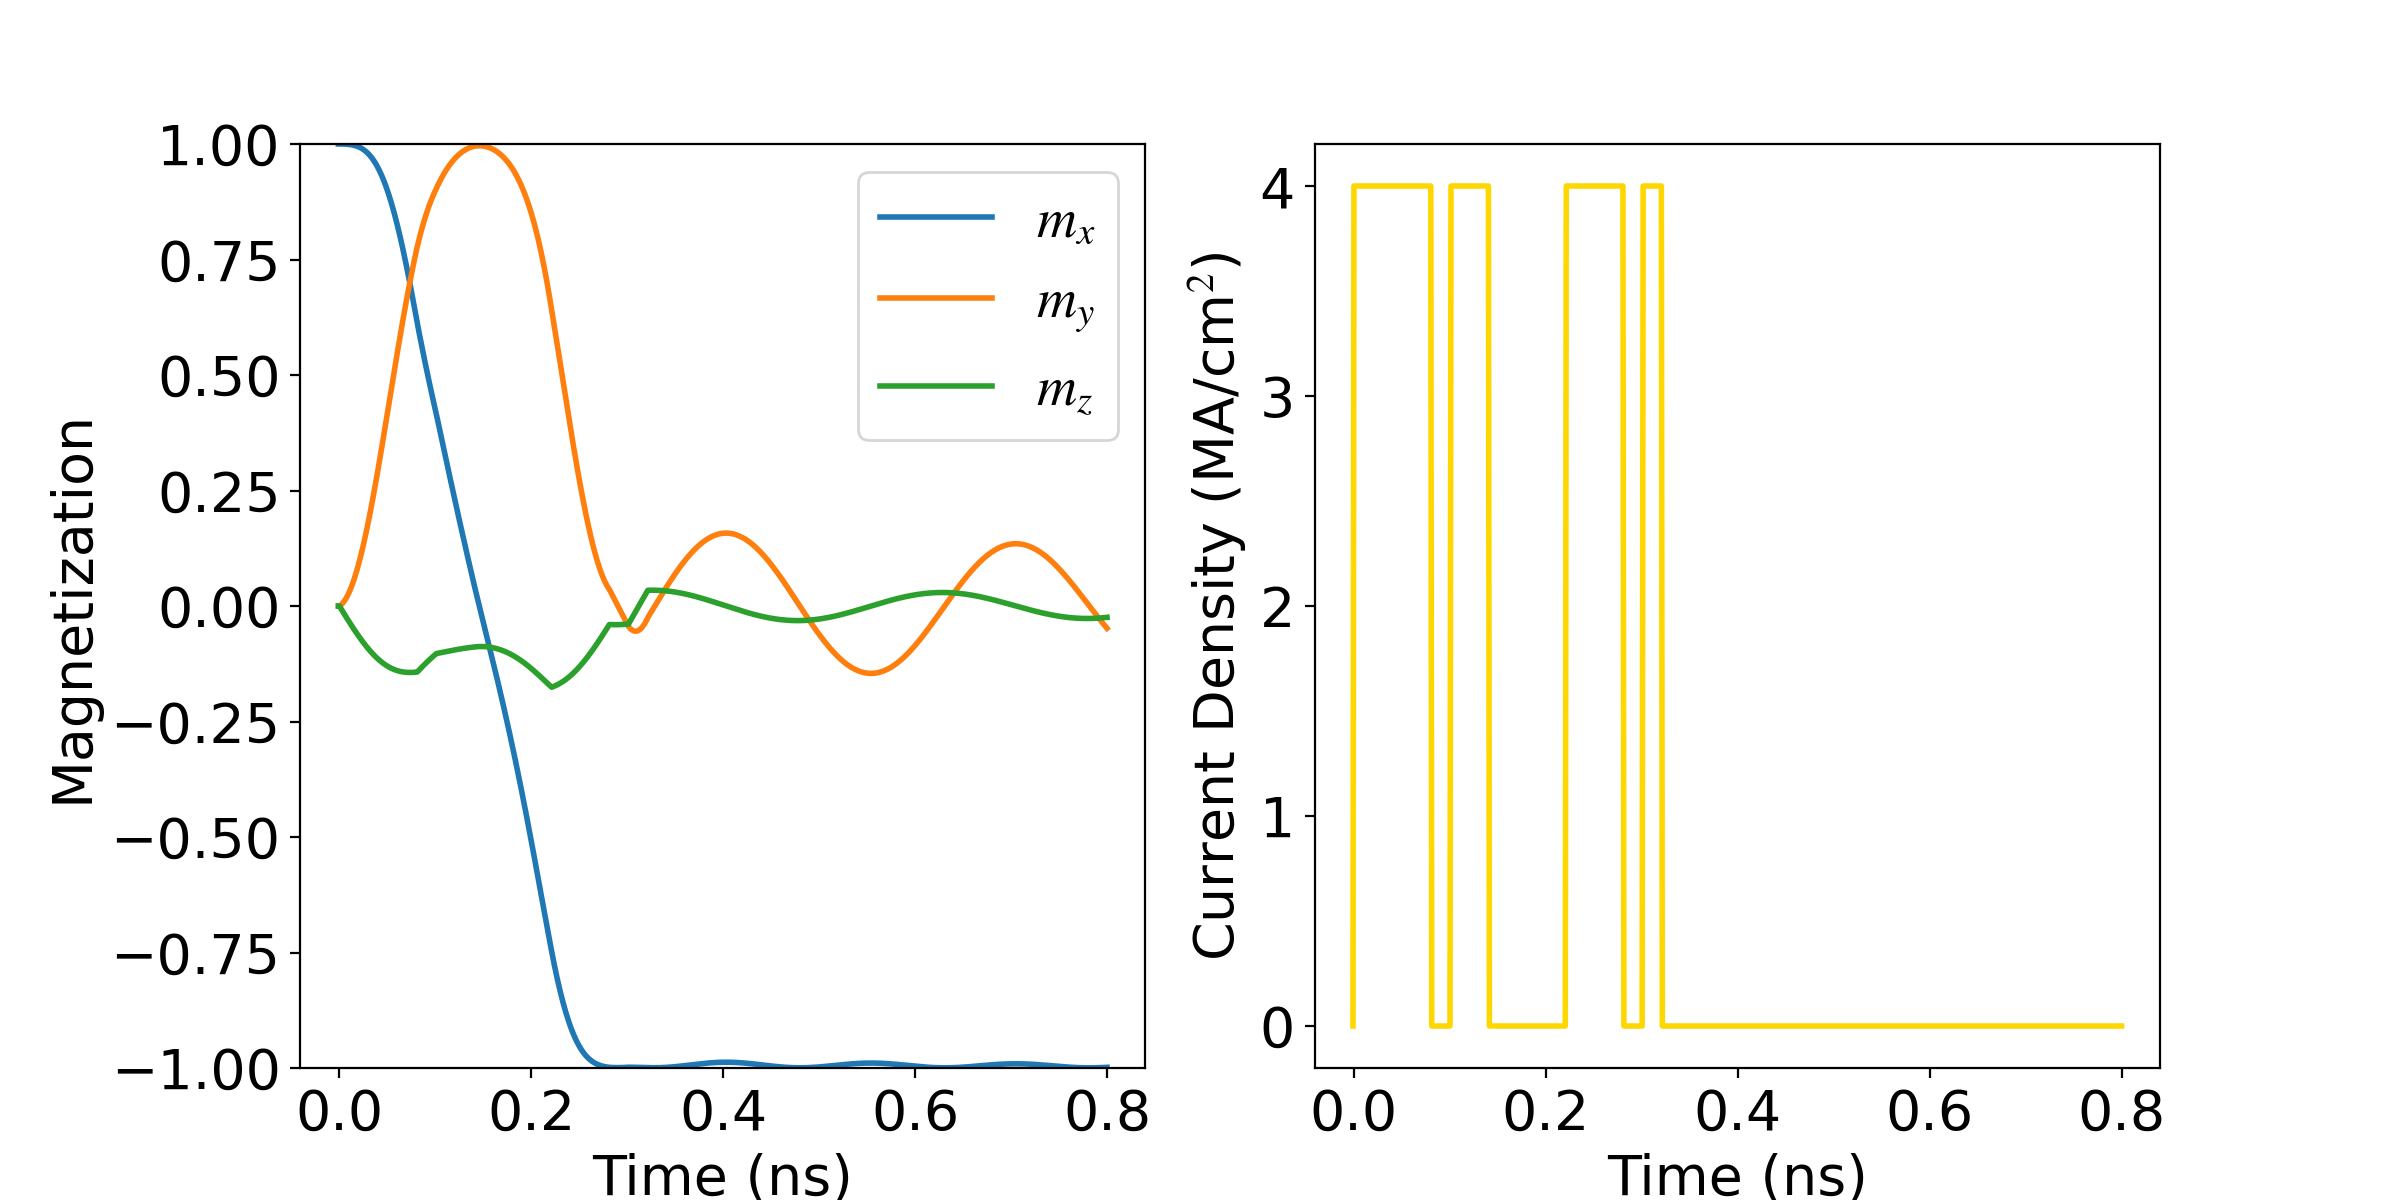 Magnetization
1.00
0.75
0.50
0.25
0.00
−0.25
−0.50
−0.75
−1.00
0.0 0.2 0.4 0.6 0.8
Time (ns)
m_x
m_y
m_z
Current Density (MA/cm²)
4
3
2
1
0
0.0 0.2 0.4 0.6 0.8
Time (ns)